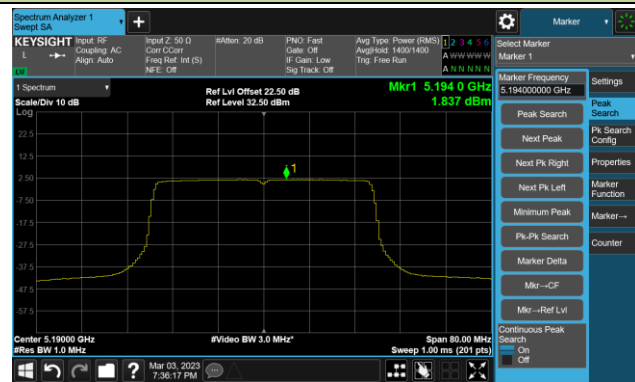 Spectrum Analyzer 1
Swept SA
Marker
KEYSIGHT
Input: RF
Coupling: AC
Align: Auto
Input Z: 50 Ω
Corr CCorr
Freq Ref: Int (S)
NFE: Off
#Atten: 20 dB
PNO: Fast
Gate: Off
IF Gain: Low
Sig Track: Off
Avg Type: Power (RMS)
Avg|Hold: 1400/1400
Trig: Free Run
1 2 3 4 5 6
A W W W W W
A N N N N N
L
Select Marker
Marker 1
1 Spectrum
Scale/Div 10 dB
Log
Ref Lvl Offset 22.50 dB
Ref Level 32.50 dBm
Mkr1 5.194 0 GHz
1.837 dBm
22.5
12.5
2.50
-7.50
-17.5
-27.5
-37.5
-47.5
-57.5
1
Center 5.19000 GHz
#Res BW 1.0 MHz
#Video BW 3.0 MHz*
Span 80.00 MHz
Sweep 1.00 ms (201 pts)
Marker Frequency
5.194000000 GHz
Peak Search
Next Peak
Next Pk Right
Next Pk Left
Minimum Peak
Pk-Pk Search
Marker Delta
Mkr→CF
Mkr→Ref Lvl
Continuous Peak
Search
On
Off
Settings
Peak
Search
Pk Search
Config
Properties
Marker
Function
Marker→
Counter
Mar 03, 2023
7:36:17 PM